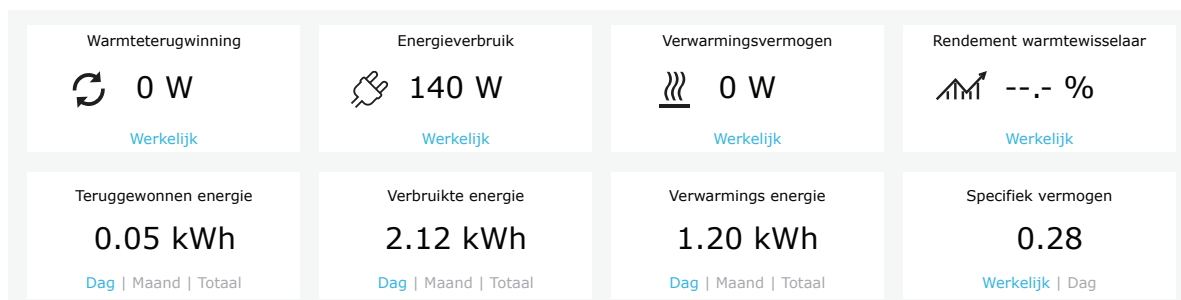 Warmteterugwinning
0 W
Werkelijk
Energieverbruik
140 W
Werkelijk
Verwarmingsvermogen
0 W
Werkelijk
Rendement warmtewisselaar
--.- %
Werkelijk
Teruggewonnen energie
0.05 kWh
Dag | Maand | Totaal
Verbruikte energie
2.12 kWh
Dag | Maand | Totaal
Verwarmings energie
1.20 kWh
Dag | Maand | Totaal
Specifiek vermogen
0.28
Werkelijk | Dag